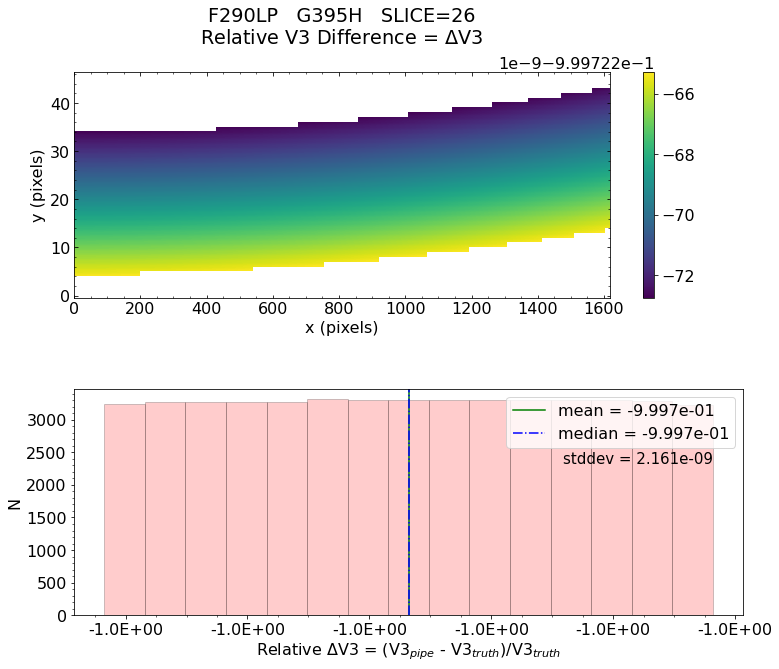 F290LP G395H SLICE=26
Relative V3 Difference = ΔV3
1e−9−9.99722e−1
40
30
20
10
0
y (pixels)
−66
−68
−70
−72
0 200 400 600 800 1000 1200 1400 1600
x (pixels)
3000
2500
2000
1500
1000
500
0
N
mean = -9.997e-01
median = -9.997e-01
stddev = 2.161e-09
-1.0E+00 -1.0E+00 -1.0E+00 -1.0E+00 -1.0E+00 -1.0E+00
Relative ΔV3 = (V3pipe - V3truth)/V3truth